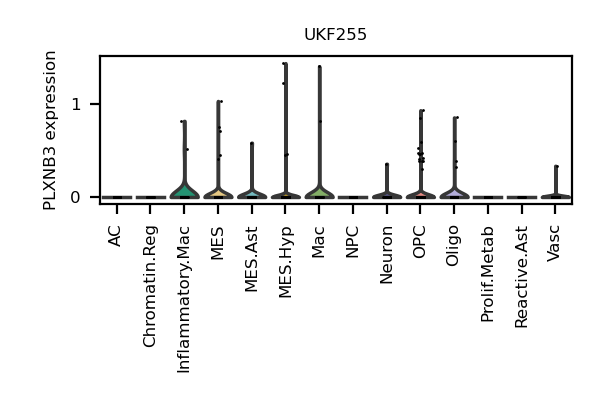 UKF255
PLXNB3 expression
1
0
AC
Chromatin.Reg
Inflammatory.Mac
MES
MES.Ast
MES.Hyp
Mac
NPC
Neuron
OPC
Oligo
Prolif.Metab
Reactive.Ast
Vasc